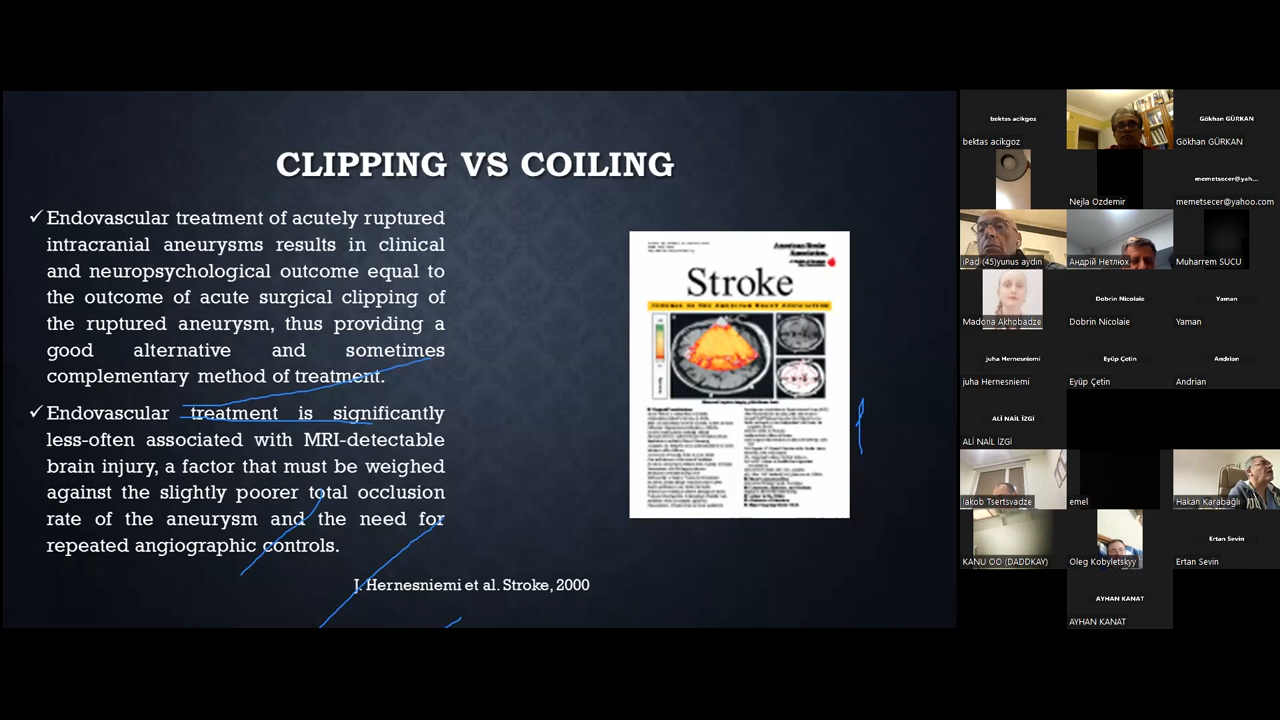 CLIPPING VS COILING
✓ Endovascular treatment of acutely ruptured
intracranial aneurysms results in clinical
and neuropsychological outcome equal to
the outcome of acute surgical clipping of
the ruptured aneurysm, thus providing a
good alternative and sometimes
complementary method of treatment.
✓ Endovascular treatment is significantly
less often associated with MRI-detectable
brain injury, a factor that must be weighed
against the slightly poorer total occlusion
rate of the aneurysm and the need for
repeated angiographic controls.
J. Hernesniemi et al. Stroke, 2000
American Stroke
Association
Stroke
bektas acikgoz
bektas acikgoz
Gökhan GÜRKAN
Gökhan GÜRKAN
Nejla Ozdemir
memetsecer@yah...
memetsecer@yahoo.com
iPad (45)yunus aydin
Андрій Нетлюх
Muharrem SUCU
Madona Akhobadze
Dobrin Nicolaie
Dobrin Nicolaie
Yaman
Yaman
juha Hernesniemi
juha Hernesniemi
Eyüp Çetin
Eyüp Çetin
Andrian
Andrian
ALİ NAİL İZGİ
ALİ NAİL İZGİ
Iakob Tsertsvadze
emel
Hakan Karabağlı
KANU OO (DADDKAY)
Oleg Kobyletskyy
Ertan Sevin
Ertan Sevin
AYHAN KANAT
AYHAN KANAT